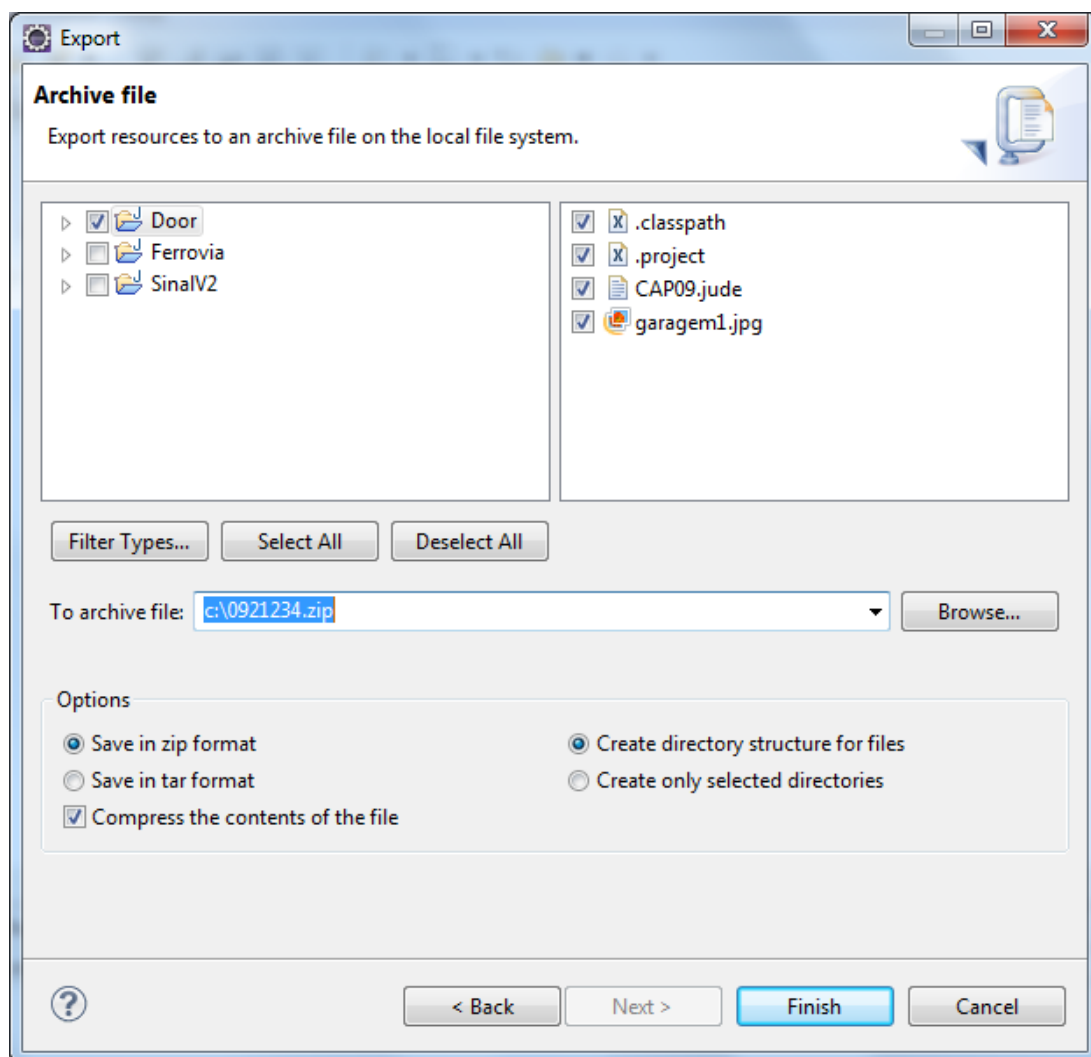 Export
Archive file
Export resources to an archive file on the local file system.
Door
Ferrovia
SinalV2
.classpath
.project
CAP09.jude
garagem1.jpg
Filter Types...
Select All
Deselect All
To archive file:
c:\0921234.zip
Browse...
Options
Save in zip format
Create directory structure for files
Save in tar format
Create only selected directories
Compress the contents of the file
< Back
Next >
Finish
Cancel